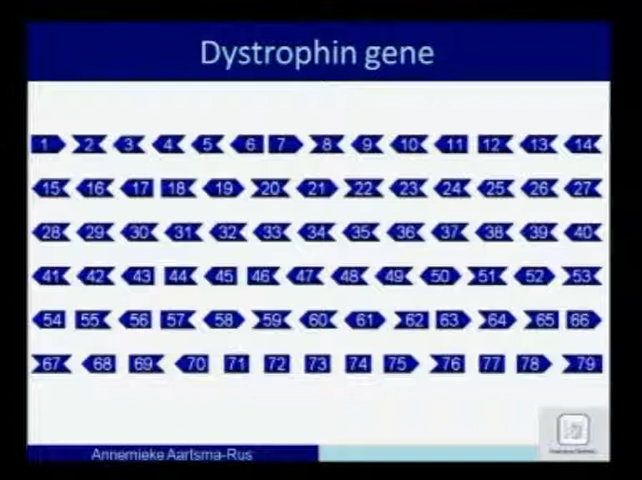 Dystrophin gene
1 2 3 4 5 6 7 8 9 10 11 12 13 14
15 16 17 18 19 20 21 22 23 24 25 26 27
28 29 30 31 32 33 34 35 36 37 38 39 40
41 42 43 44 45 46 47 48 49 50 51 52 53
54 55 56 57 58 59 60 61 62 63 64 65 66
67 68 69 70 71 72 73 74 75 76 77 78 79
Annemieke Aartsma-Rus